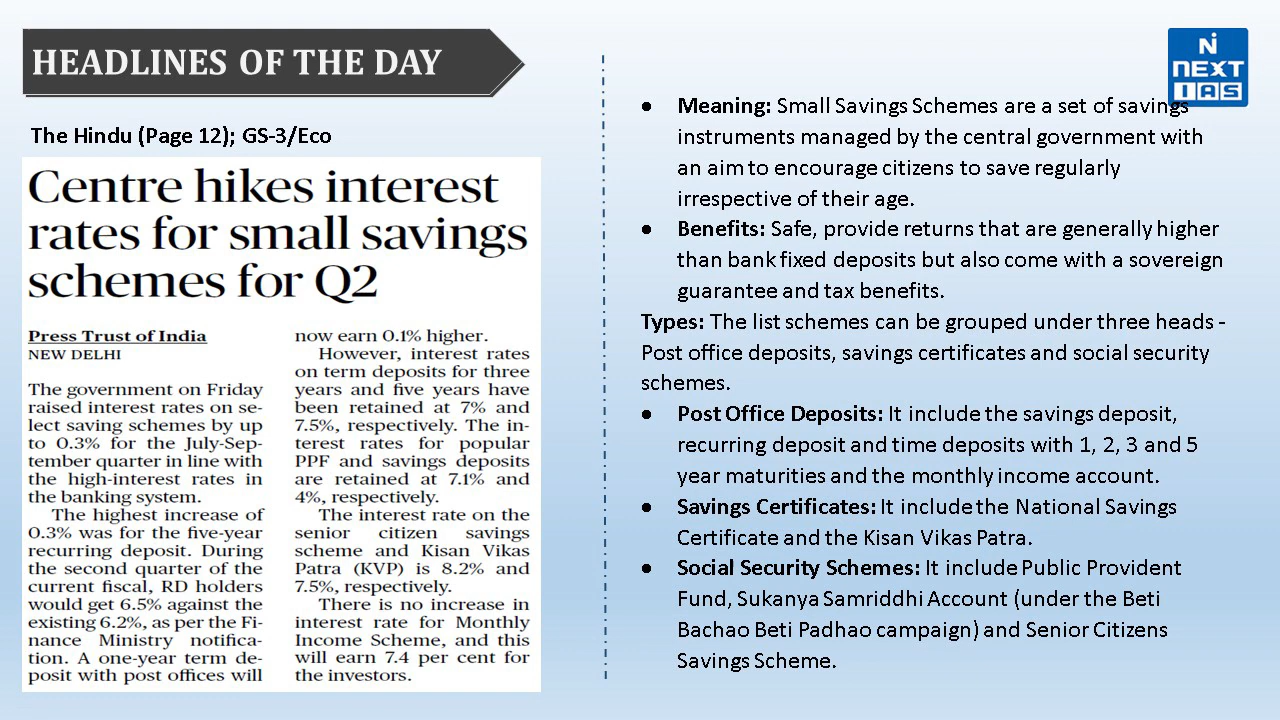 HEADLINES OF THE DAY
NEXT
IAS
The Hindu (Page 12); GS-3/Eco
Centre hikes interest
rates for small savings
schemes for Q2
Press Trust of India
NEW DELHI
The government on Friday
raised interest rates on se-
lect saving schemes by up
to 0.3% for the July-Sep-
tember quarter in line with
the high-interest rates in
the banking system.
The highest increase of
0.3% was for the five-year
recurring deposit. During
the second quarter of the
current fiscal, RD holders
would get 6.5% against the
existing 6.2%, as per the Fi-
nance Ministry notifica-
tion. A one-year term de-
posit with post offices will
now earn 0.1% higher.
However, interest rates
on term deposits for three
years and five years have
been retained at 7% and
7.5%, respectively. The in-
terest rates for popular
PPF and savings deposits
are retained at 7.1% and
4%, respectively.
The interest rate on the
senior citizen savings
scheme and Kisan Vikas
Patra (KVP) is 8.2% and
7.5%, respectively.
There is no increase in
interest rate for Monthly
Income Scheme, and this
will earn 7.4 per cent for
the investors.
• Meaning: Small Savings Schemes are a set of savings
instruments managed by the central government with
an aim to encourage citizens to save regularly
irrespective of their age.
• Benefits: Safe, provide returns that are generally higher
than bank fixed deposits but also come with a sovereign
guarantee and tax benefits.
Types: The list schemes can be grouped under three heads -
Post office deposits, savings certificates and social security
schemes.
• Post Office Deposits: It include the savings deposit,
recurring deposit and time deposits with 1, 2, 3 and 5
year maturities and the monthly income account.
• Savings Certificates: It include the National Savings
Certificate and the Kisan Vikas Patra.
• Social Security Schemes: It include Public Provident
Fund, Sukanya Samriddhi Account (under the Beti
Bachao Beti Padhao campaign) and Senior Citizens
Savings Scheme.